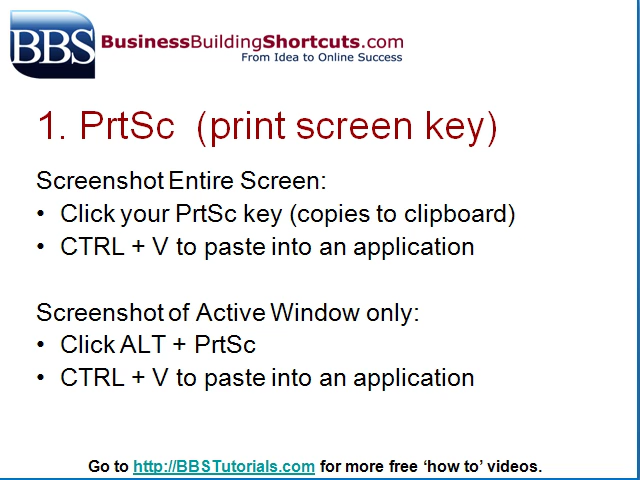 BBS BusinessBuildingShortcuts.com
From Idea to Online Success
1. PrtSc (print screen key)
Screenshot Entire Screen:
• Click your PrtSc key (copies to clipboard)
• CTRL + V to paste into an application
Screenshot of Active Window only:
• Click ALT + PrtSc
• CTRL + V to paste into an application
Go to http://BBSTutorials.com for more free ‘how to’ videos.